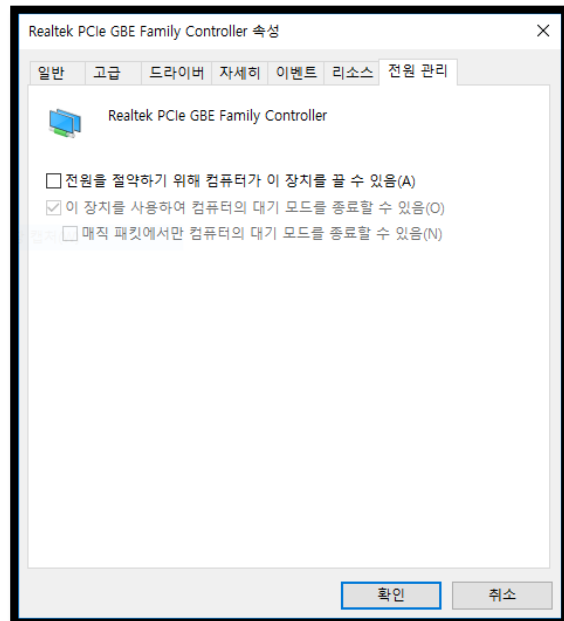 Realtek PCIe GBE Family Controller 속성
일반 고급 드라이버 자세히 이벤트 리소스 전원 관리
Realtek PCIe GBE Family Controller
전원을 절약하기 위해 컴퓨터가 이 장치를 끌 수 있음(A)
이 장치를 사용하여 컴퓨터의 대기 모드를 종료할 수 있음(O)
매직 패킷에서만 컴퓨터의 대기 모드를 종료할 수 있음(N)
확인 취소